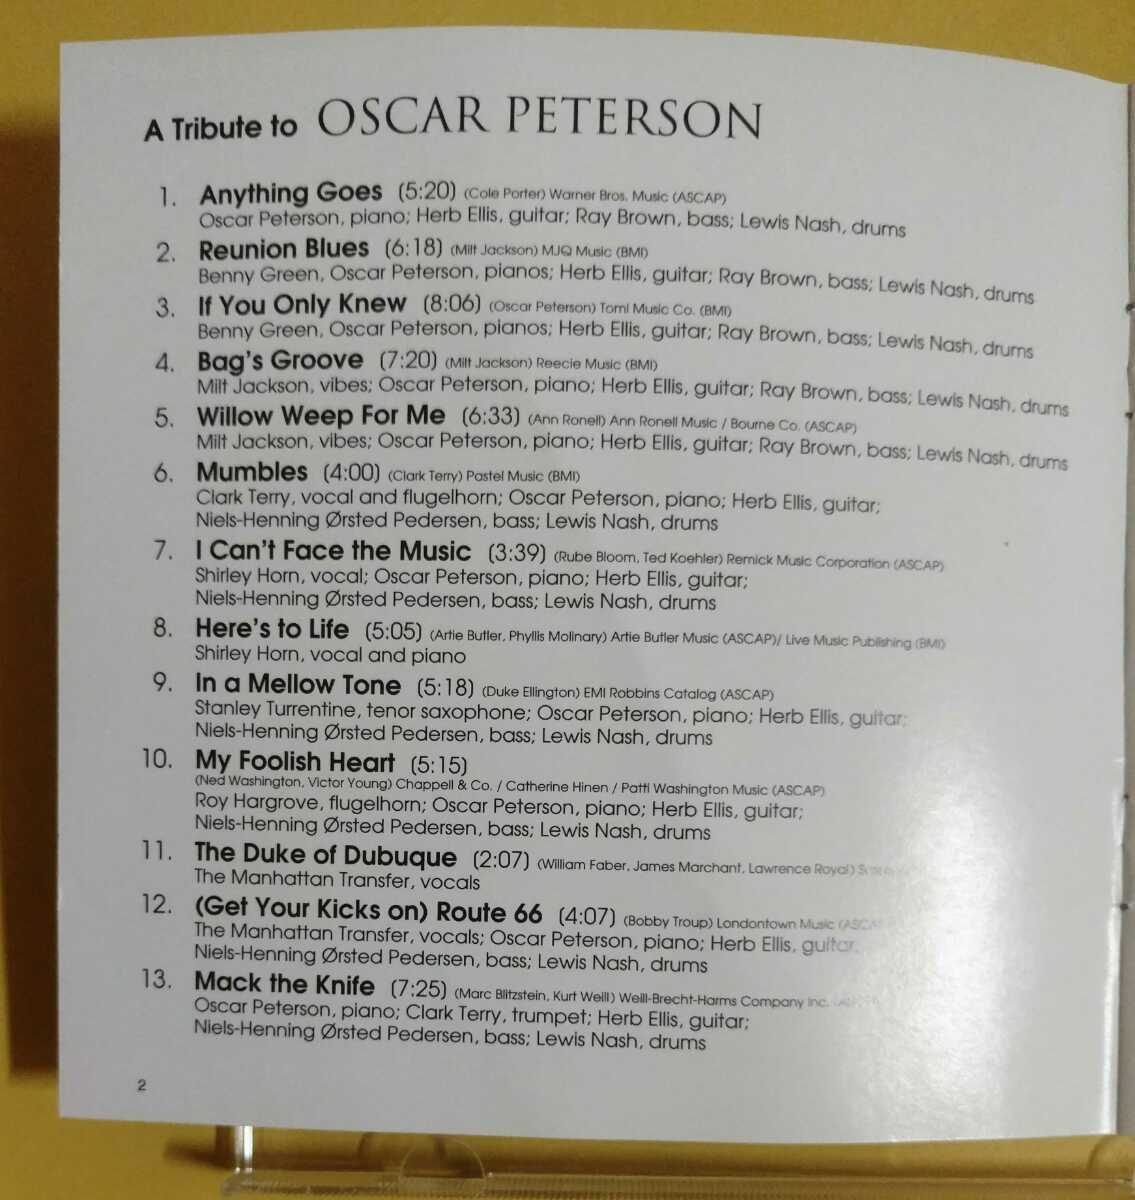 A Tribute to OSCAR PETERSON
1. Anything Goes (5:20) (Cole Porter) Warner Bros. Music (ASCAP)
Oscar Peterson, piano; Herb Ellis, guitar; Ray Brown, bass; Lewis Nash, drums
2. Reunion Blues (6:18) (Milt Jackson) MJQ Music (BMI)
Benny Green, Oscar Peterson, pianos; Herb Ellis, guitar; Ray Brown, bass; Lewis Nash, drums
3. If You Only Knew (8:06) (Oscar Peterson) Tomi Music Co. (BMI)
Benny Green, Oscar Peterson, pianos; Herb Ellis, guitar; Ray Brown, bass; Lewis Nash, drums
4. Bag's Groove (7:20) (Milt Jackson) Reecie Music (BMI)
Milt Jackson, vibes; Oscar Peterson, piano; Herb Ellis, guitar; Ray Brown, bass; Lewis Nash, drums
5. Willow Weep For Me (6:33) (Ann Ronell) Ann Ronell Music / Bourne Co. (ASCAP)
Milt Jackson, vibes; Oscar Peterson, piano; Herb Ellis, guitar; Ray Brown, bass; Lewis Nash, drums
6. Mumbles (4:00) (Clark Terry) Pastel Music (BMI)
Clark Terry, vocal and flugelhorn; Oscar Peterson, piano; Herb Ellis, guitar;
Niels-Henning Ørsted Pedersen, bass; Lewis Nash, drums
7. I Can't Face the Music (3:39) (Rube Bloom, Ted Koehler) Remick Music Corporation (ASCAP)
Shirley Horn, vocal; Oscar Peterson, piano; Herb Ellis, guitar;
Niels-Henning Ørsted Pedersen, bass; Lewis Nash, drums
8. Here's to Life (5:05) (Artie Butler, Phyllis Molinary) Artie Butler Music (ASCAP)/ Live Music Publishing (BMI)
Shirley Horn, vocal and piano
9. In a Mellow Tone (5:18) (Duke Ellington) EMI Robbins Catalog (ASCAP)
Stanley Turrentine, tenor saxophone; Oscar Peterson, piano; Herb Ellis, guitar;
Niels-Henning Ørsted Pedersen, bass; Lewis Nash, drums
10. My Foolish Heart (5:15)
(Ned Washington, Victor Young) Chappell & Co. / Catherine Hinen / Patti Washington Music (ASCAP)
Roy Hargrove, flugelhorn; Oscar Peterson, piano; Herb Ellis, guitar;
Niels-Henning Ørsted Pedersen, bass; Lewis Nash, drums
11. The Duke of Dubuque (2:07) (William Faber, James Marchant, Lawrence Royal)
The Manhattan Transfer, vocals
12. (Get Your Kicks on) Route 66 (4:07) (Bobby Troup) Londontown Music
The Manhattan Transfer, vocals; Oscar Peterson, piano; Herb Ellis, guitar;
Niels-Henning Ørsted Pedersen, bass; Lewis Nash, drums
13. Mack the Knife (7:25) (Marc Blitzstein, Kurt Weill) Weill-Brecht-Harms Company Inc.
Oscar Peterson, piano; Clark Terry, trumpet; Herb Ellis, guitar;
Niels-Henning Ørsted Pedersen, bass; Lewis Nash, drums
2